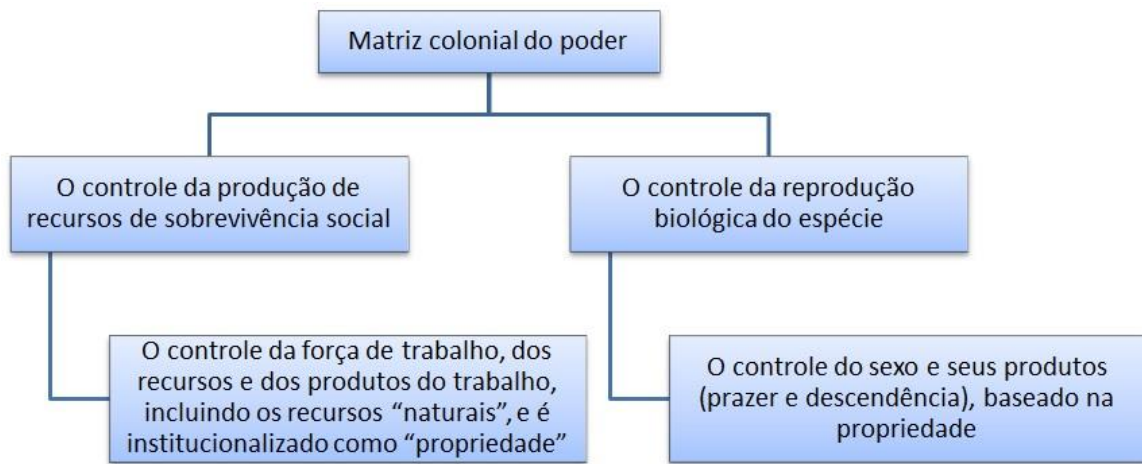 Matriz colonial do poder
O controle da produção de
recursos de sobrevivência social
O controle da reprodução
biológica do espécie
O controle da força de trabalho, dos
recursos e dos produtos do trabalho,
incluindo os recursos “naturais”, e é
institucionalizado como “propriedade”
O controle do sexo e seus produtos
(prazer e descendência), baseado na
propriedade